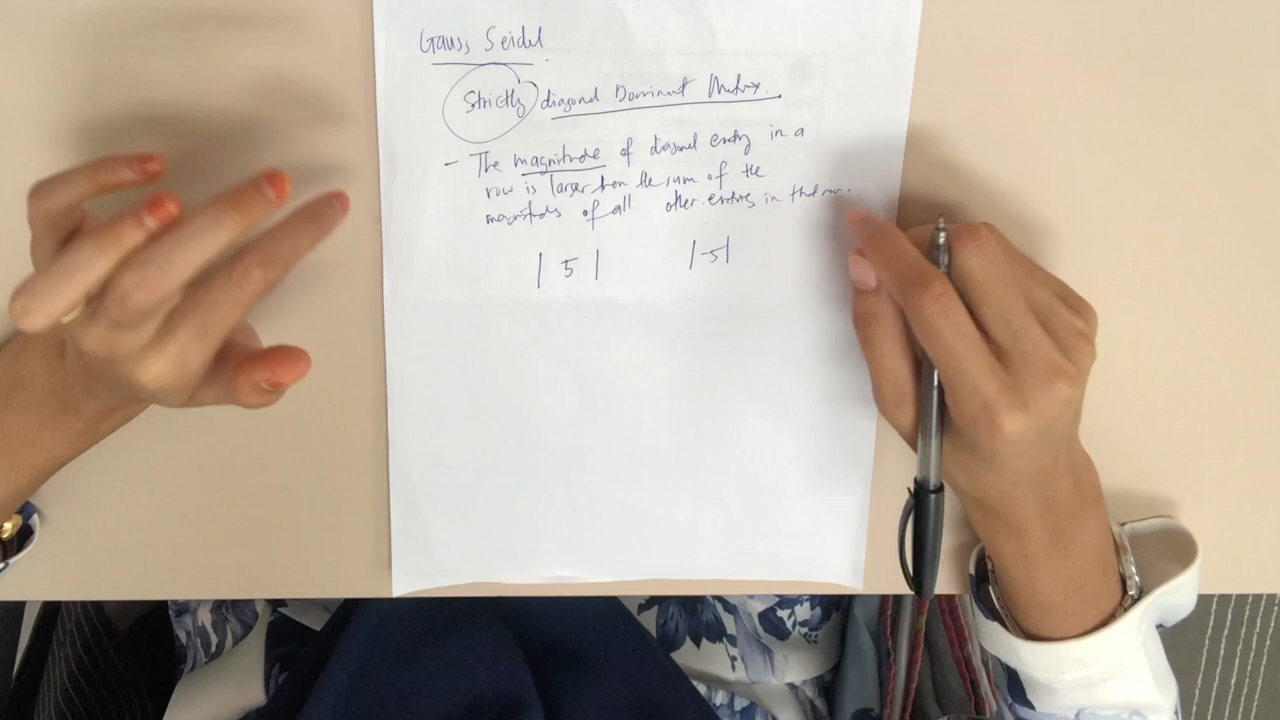 Gauss Seidel
Strictly diagonal Dominant Matrix.
- The magnitude of diagonal entry in a
row is larger than the sum of the
magnitudes of all other entries in that row.
| 5 | |-5|